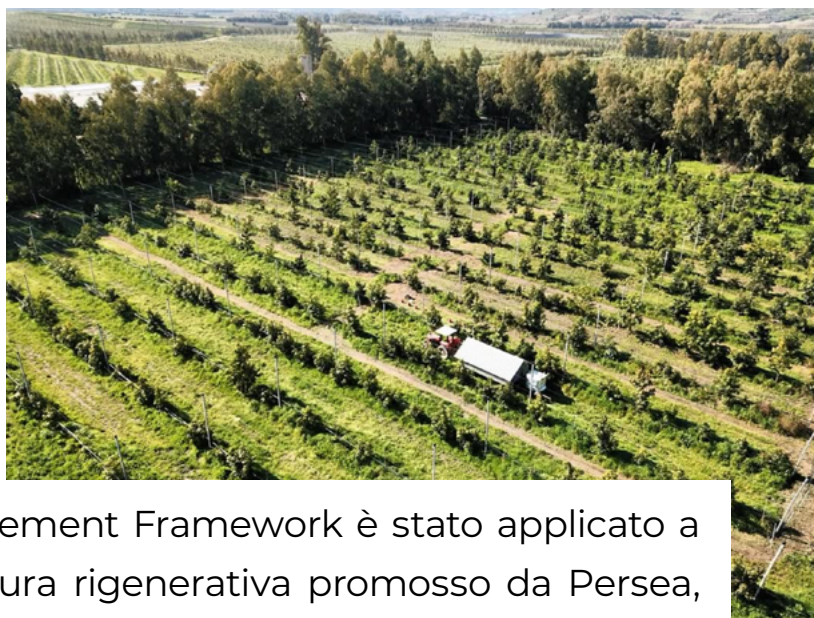 ement Framework è stato applicato a
ura rigenerativa promosso da Persea,